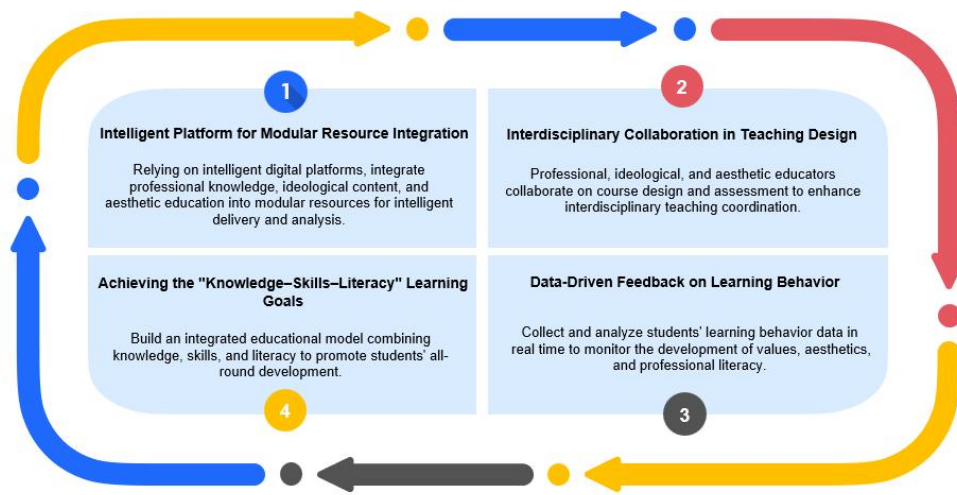 1
Intelligent Platform for Modular Resource Integration
Relying on intelligent digital platforms, integrate
professional knowledge, ideological content, and
aesthetic education into modular resources for intelligent
delivery and analysis.
2
Interdisciplinary Collaboration in Teaching Design
Professional, ideological, and aesthetic educators
collaborate on course design and assessment to enhance
interdisciplinary teaching coordination.
Data-Driven Feedback on Learning Behavior
Collect and analyze students' learning behavior data in
real time to monitor the development of values, aesthetics,
and professional literacy.
3
Achieving the "Knowledge–Skills–Literacy" Learning
Goals
Build an integrated educational model combining
knowledge, skills, and literacy to promote students' all-
round development.
4